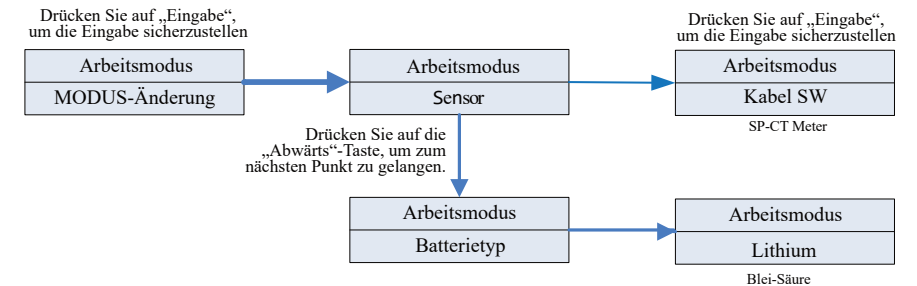 Drücken Sie auf „Eingabe“,
um die Eingabe sicherzustellen
Drücken Sie auf „Eingabe“,
um die Eingabe sicherzustellen
Arbeitsmodus
MODUS-Änderung
Arbeitsmodus
Sensor
Arbeitsmodus
Kabel SW
SP-CT Meter
Drücken Sie auf die
„Abwärts“-Taste, um zum
nächsten Punkt zu gelangen.
Arbeitsmodus
Batterietyp
Arbeitsmodus
Lithium
Blei-Säure